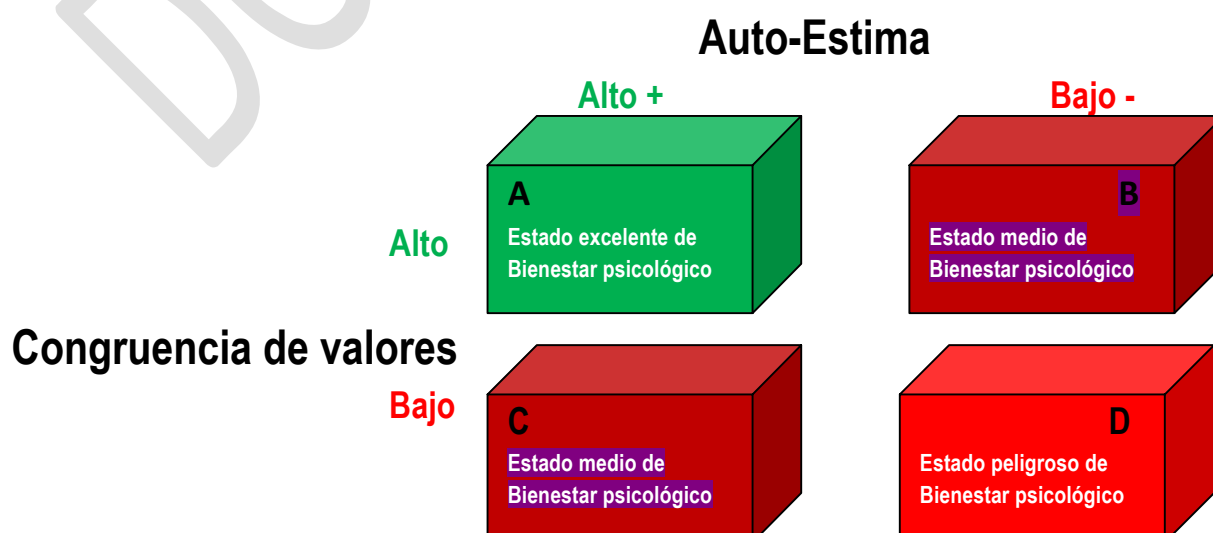 Auto-Estima
Alto +
Bajo -
A
B
Alto
Estado excelente de
Bienestar psicológico
Estado medio de
Bienestar psicológico
Congruencia de valores
Bajo
C
D
Estado medio de
Bienestar psicológico
Estado peligroso de
Bienestar psicológico